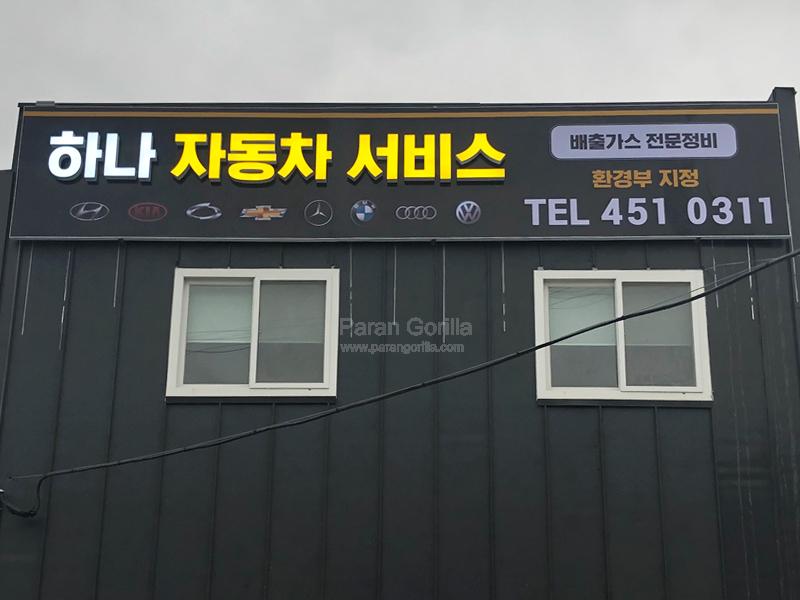 하나 자동차 서비스
배출가스 전문정비
환경부 지정
KIA
TEL 451 0311
Paran Gorilla
www.parangorilla.com